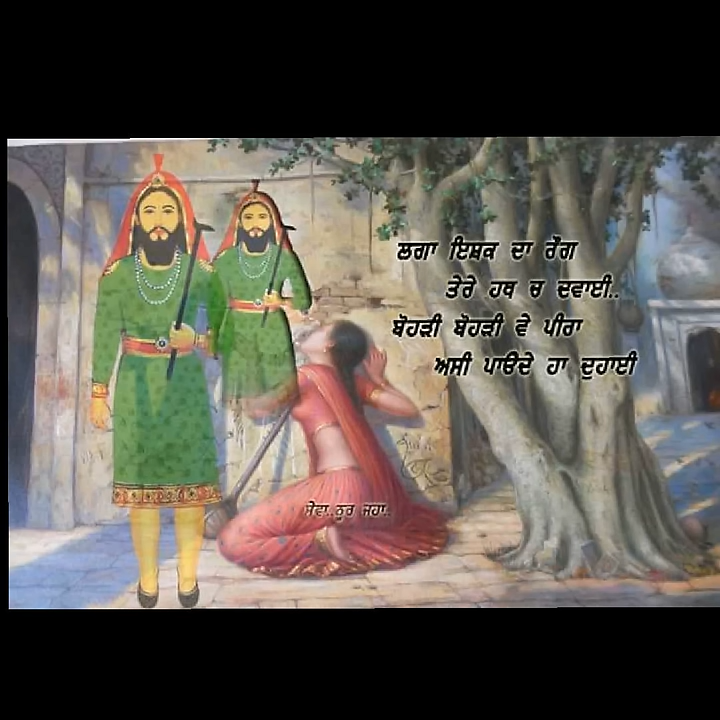 ਲਗਾ ਇਸ਼ਕ ਦਾ ਰੌਗ
ਤੇਰੇ ਹਥ ਚ ਦਵਾਈ..
ਬੋਹੜੀ ਬੋਹੜੀ ਵੇ ਪੀਰਾ
ਅਸੀ ਪਾਉਂਦੇ ਹਾ ਦੁਹਾਈ
ਸੇਵਾ..ਨੂਰ ਜਹਾ..